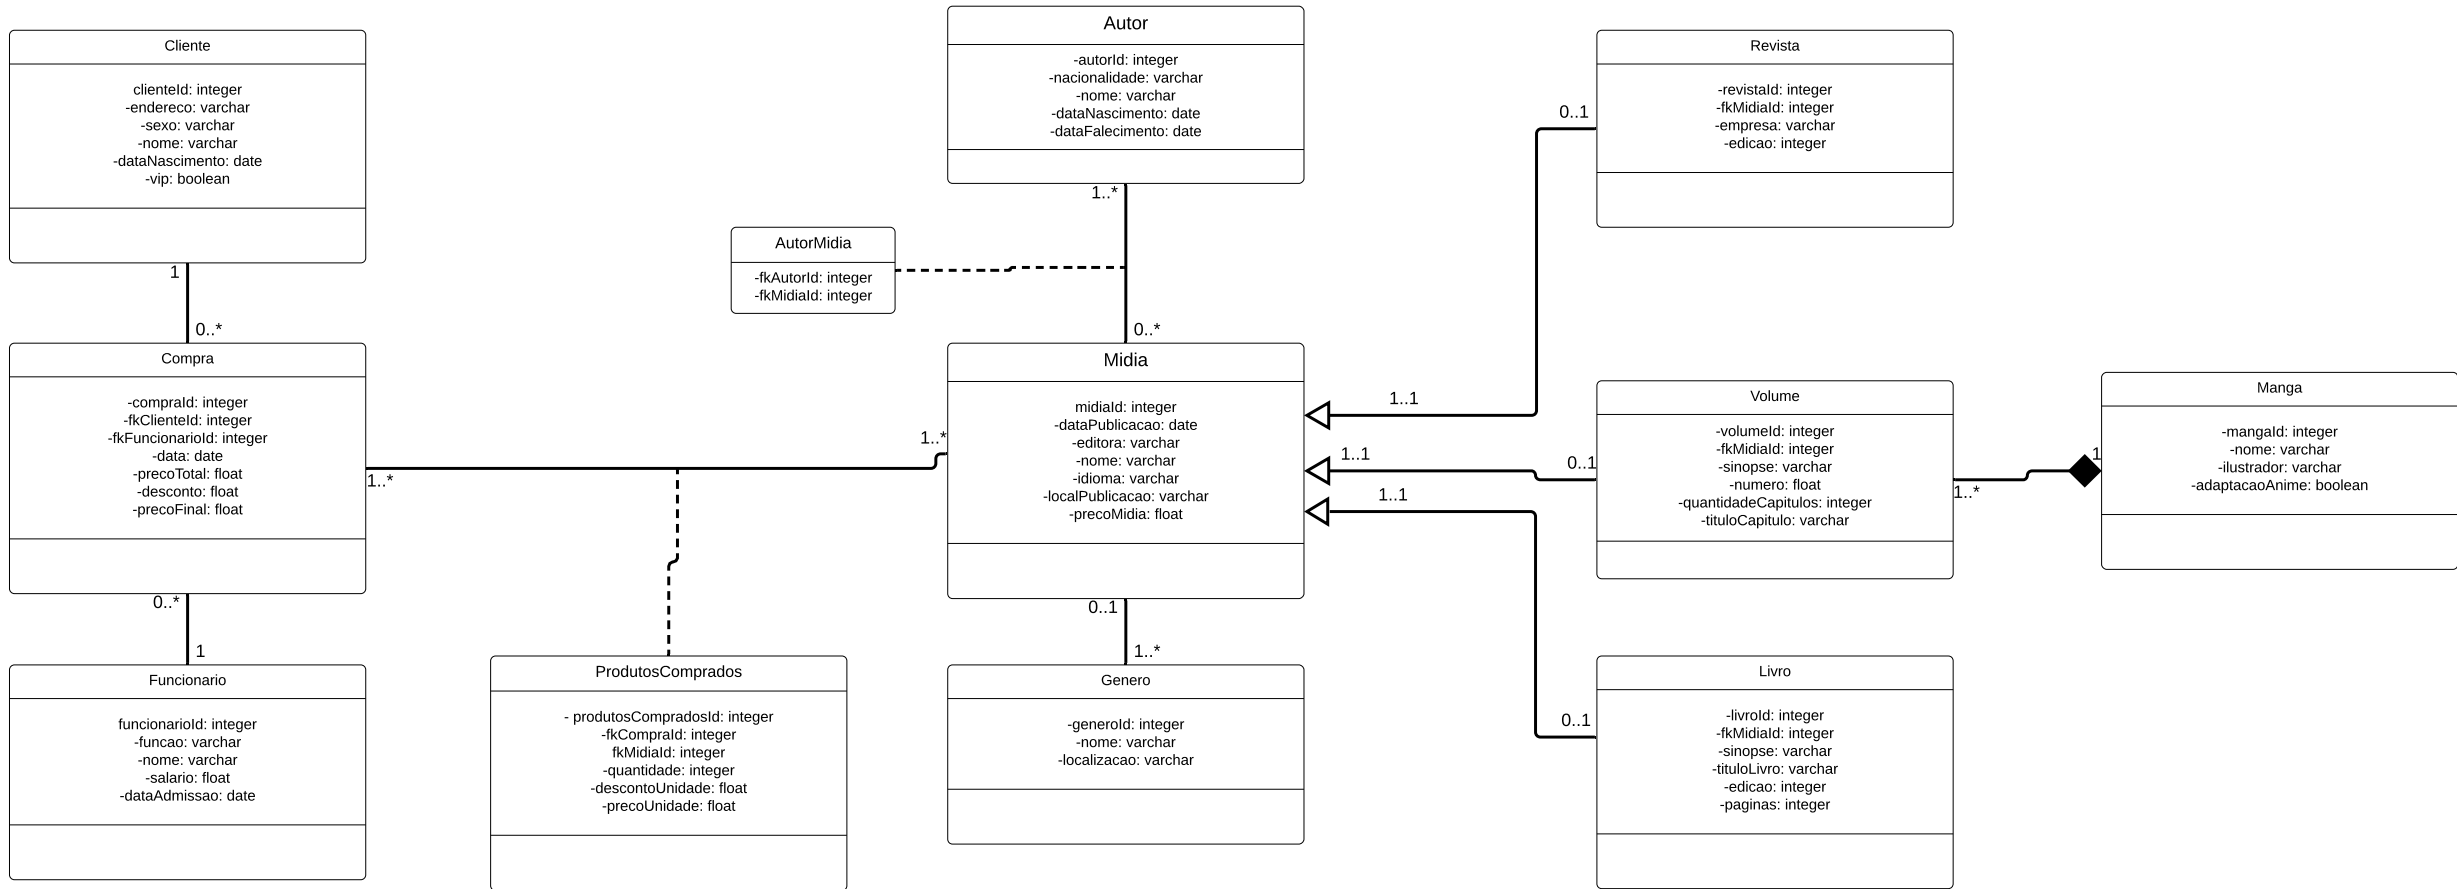 Cliente
clienteId: integer
-endereco: varchar
-sexo: varchar
-nome: varchar
-dataNascimento: date
-vip: boolean
1
0..*
Compra
-compraId: integer
-fkClienteId: integer
-fkFuncionarioId: integer
-data: date
-precoTotal: float
-desconto: float
-precoFinal: float
1..*
1..*
0..*
1
Funcionario
funcionarioId: integer
-funcao: varchar
-nome: varchar
-salario: float
-dataAdmissao: date
ProdutosComprados
- produtosCompradosId: integer
-fkCompraId: integer
fkMidiaId: integer
-quantidade: integer
-descontoUnidade: float
-precoUnidade: float
Autor
-autorId: integer
-nacionalidade: varchar
-nome: varchar
-dataNascimento: date
-dataFalecimento: date
1..*
AutorMidia
-fkAutorId: integer
-fkMidiaId: integer
0..*
Midia
midiaId: integer
-dataPublicacao: date
-editora: varchar
-nome: varchar
-idioma: varchar
-localPublicacao: varchar
-precoMidia: float
0..1
1..*
Genero
-generoId: integer
-nome: varchar
-localizacao: varchar
Revista
-revistaId: integer
-fkMidiaId: integer
-empresa: varchar
-edicao: integer
0..1
1..1
1..1
0..1
1..1
0..1
Volume
-volumeId: integer
-fkMidiaId: integer
-sinopse: varchar
-numero: float
-quantidadeCapitulos: integer
-tituloCapitulo: varchar
1..*
1
Manga
-mangaId: integer
-nome: varchar
-ilustrador: varchar
-adaptacaoAnime: boolean
Livro
-livroId: integer
-fkMidiaId: integer
-sinopse: varchar
-tituloLivro: varchar
-edicao: integer
-paginas: integer